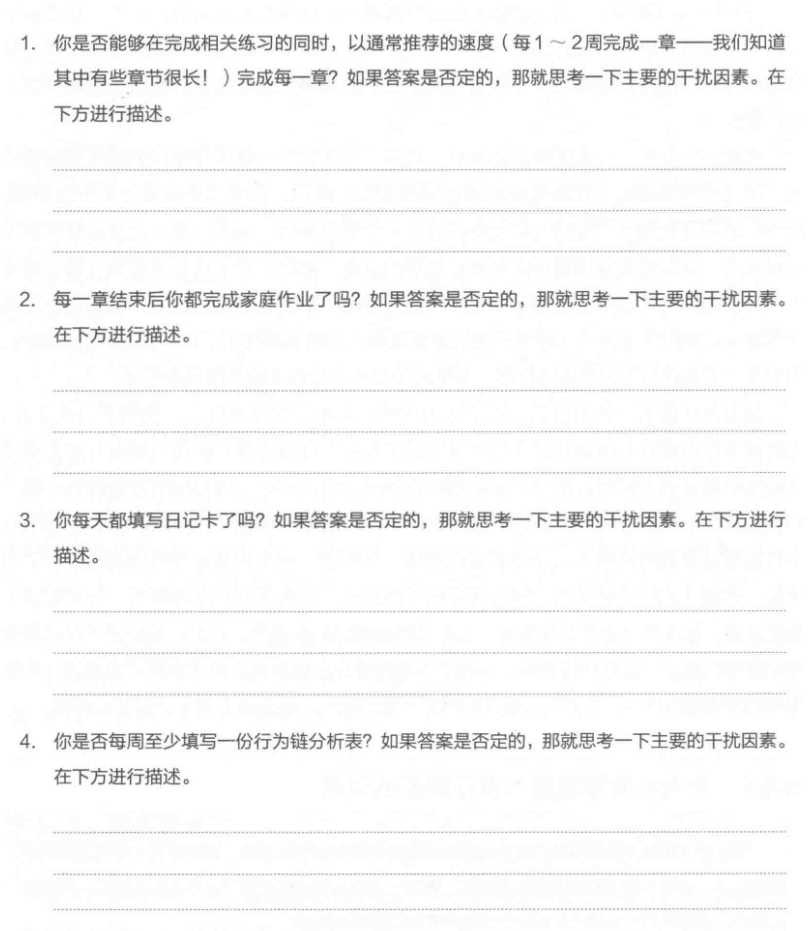 1. 你是否能够在完成相关练习的同时，以通常推荐的速度（每1～2周完成一章——我们知道
其中有些章节很长！）完成每一章？如果答案是否定的，那就思考一下主要的干扰因素。在
下方进行描述。
2. 每一章结束后你都完成家庭作业了吗？如果答案是否定的，那就思考一下主要的干扰因素。
在下方进行描述。
3. 你每天都填写日记卡了吗？如果答案是否定的，那就思考一下主要的干扰因素。在下方进行
描述。
4. 你是否每周至少填写一份行为链分析表？如果答案是否定的，那就思考一下主要的干扰因素。
在下方进行描述。